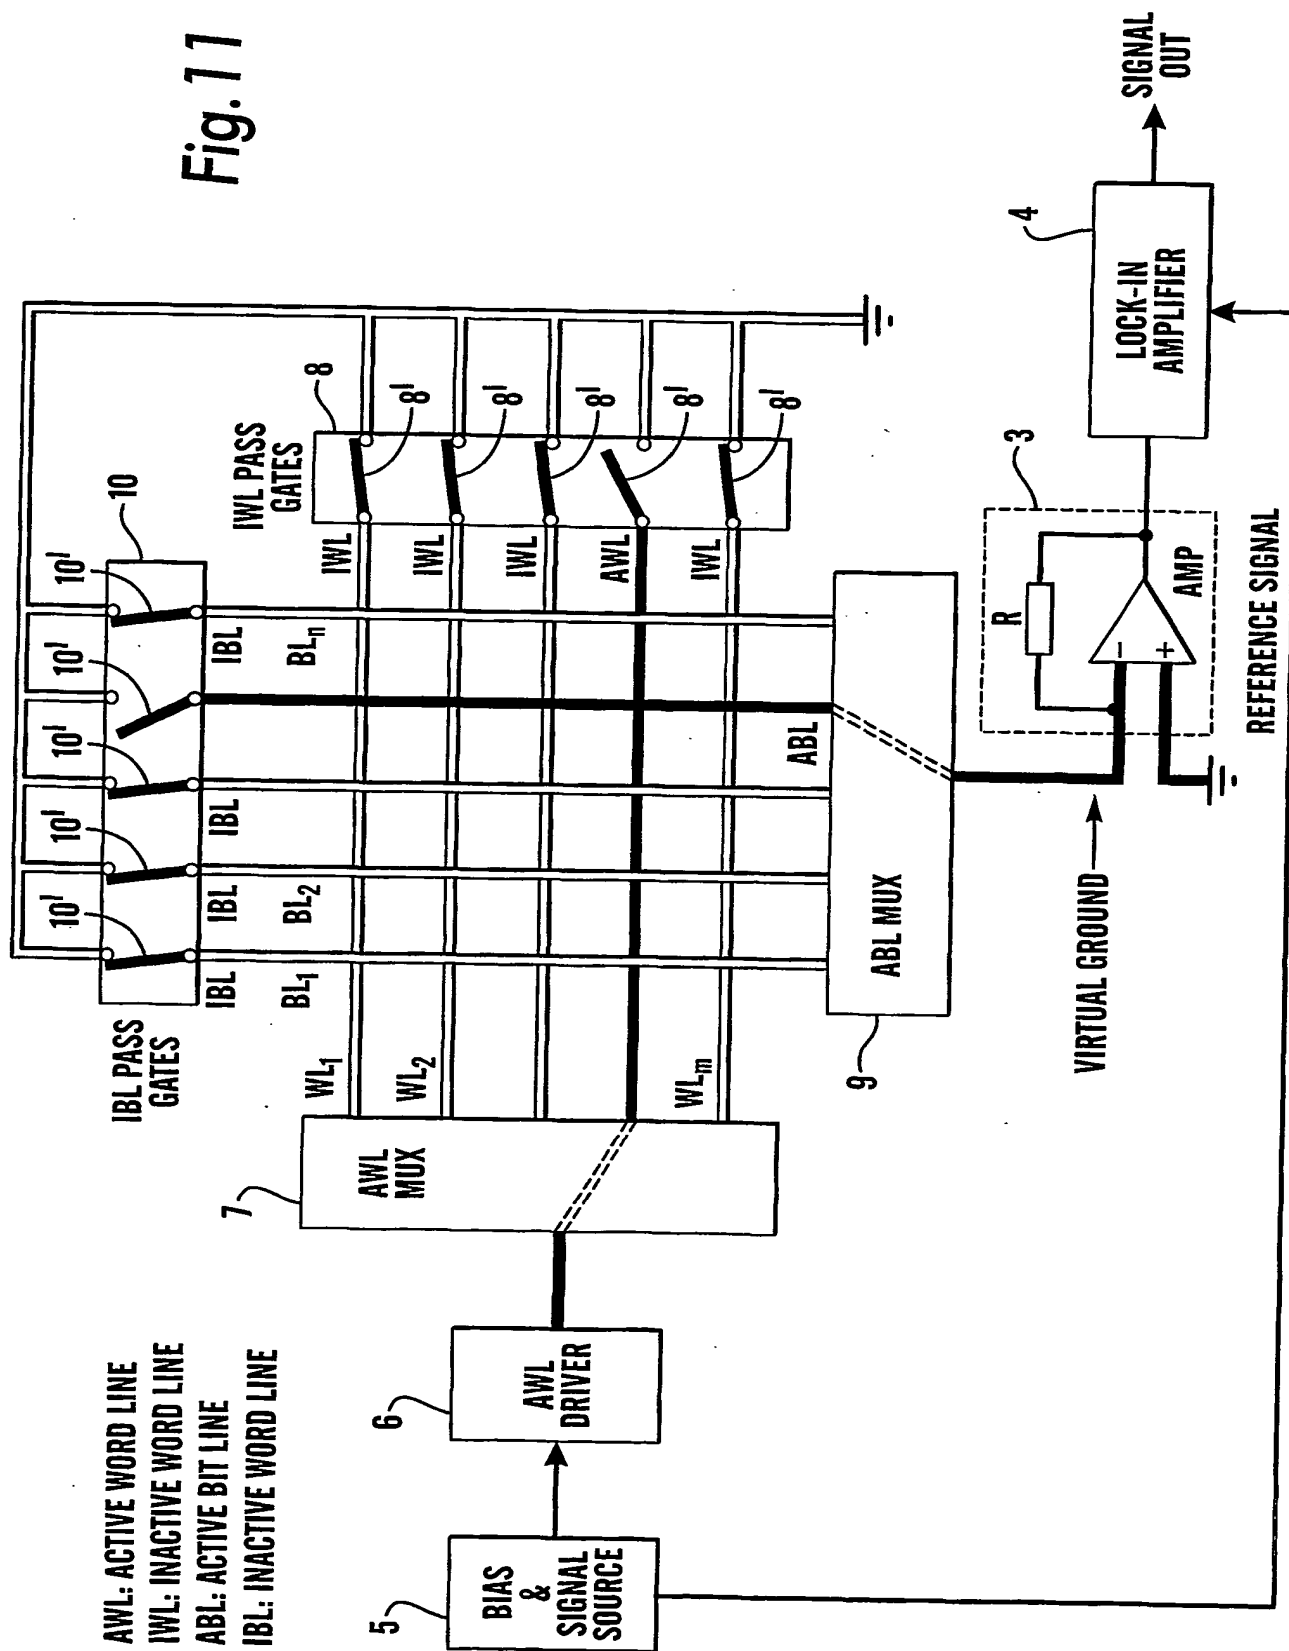 Fig.11
AWL: ACTIVE WORD LINE
IWL: INACTIVE WORD LINE
ABL: ACTIVE BIT LINE
IBL: INACTIVE WORD LINE
IBL PASS
GATES
10
10'
10'
10'
10'
10'
IBL
IBL
IBL
IBL
BL1
BL2
BLn
IWL PASS
GATES
8
8'
8'
8'
8'
8'
IWL
IWL
IWL
AWL
IWL
WL1
WL2
WLm
7
AWL
MUX
6
AWL
DRIVER
5
BIAS
&
SIGNAL
SOURCE
ABL
9
ABL MUX
VIRTUAL GROUND
3
R
−
+
AMP
4
LOCK-IN
AMPLIFIER
SIGNAL
OUT
REFERENCE SIGNAL